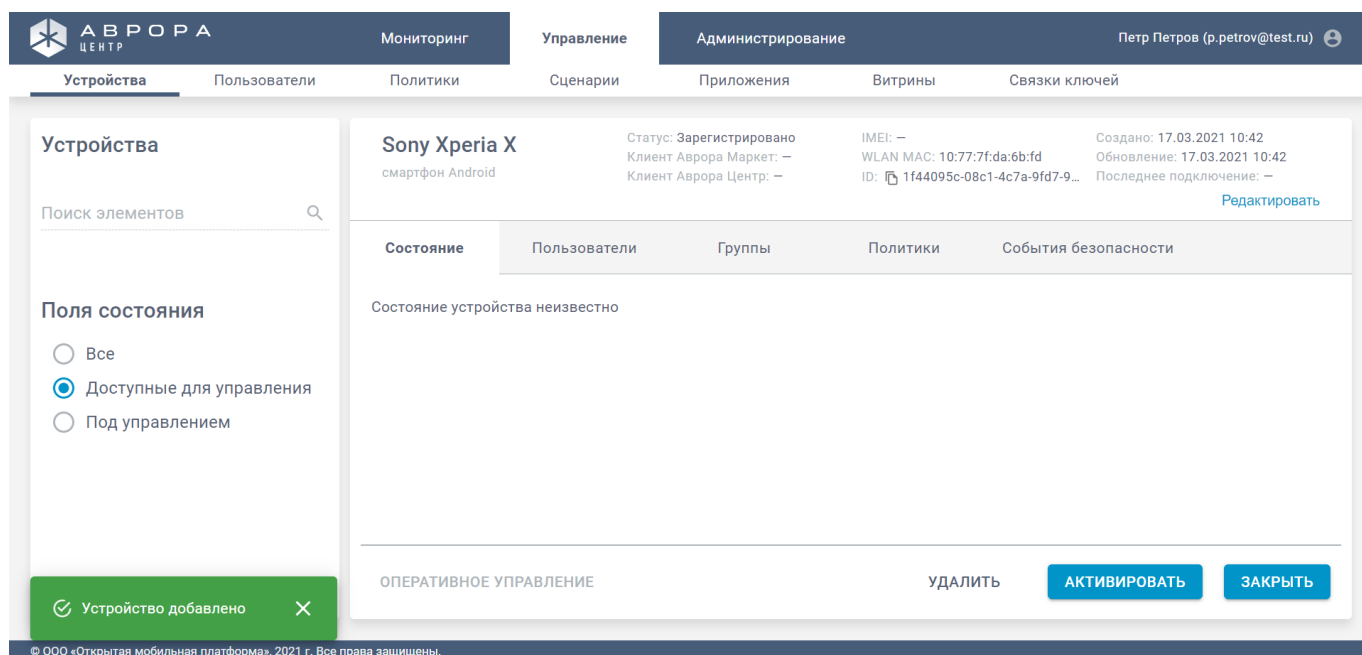 АВРОРА
ЦЕНТР
Мониторинг
Управление
Администрирование
Петр Петров (p.petrov@test.ru)
Устройства
Пользователи
Политики
Сценарии
Приложения
Витрины
Связки ключей
Устройства
Поиск элементов
Поля состояния
Все
Доступные для управления
Под управлением
Sony Xperia X
смартфон Android
Статус: Зарегистрировано
Клиент Аврора Маркет: —
Клиент Аврора Центр: —
IMEI: —
WLAN MAC: 10:77:7f:da:6b:fd
ID: 1f44095c-08c1-4c7a-9fd7-9...
Создано: 17.03.2021 10:42
Обновление: 17.03.2021 10:42
Последнее подключение: —
Редактировать
Состояние
Пользователи
Группы
Политики
События безопасности
Состояние устройства неизвестно
ОПЕРАТИВНОЕ УПРАВЛЕНИЕ
УДАЛИТЬ
АКТИВИРОВАТЬ
ЗАКРЫТЬ
Устройство добавлено
© ООО «Открытая мобильная платформа», 2021 г. Все права защищены.